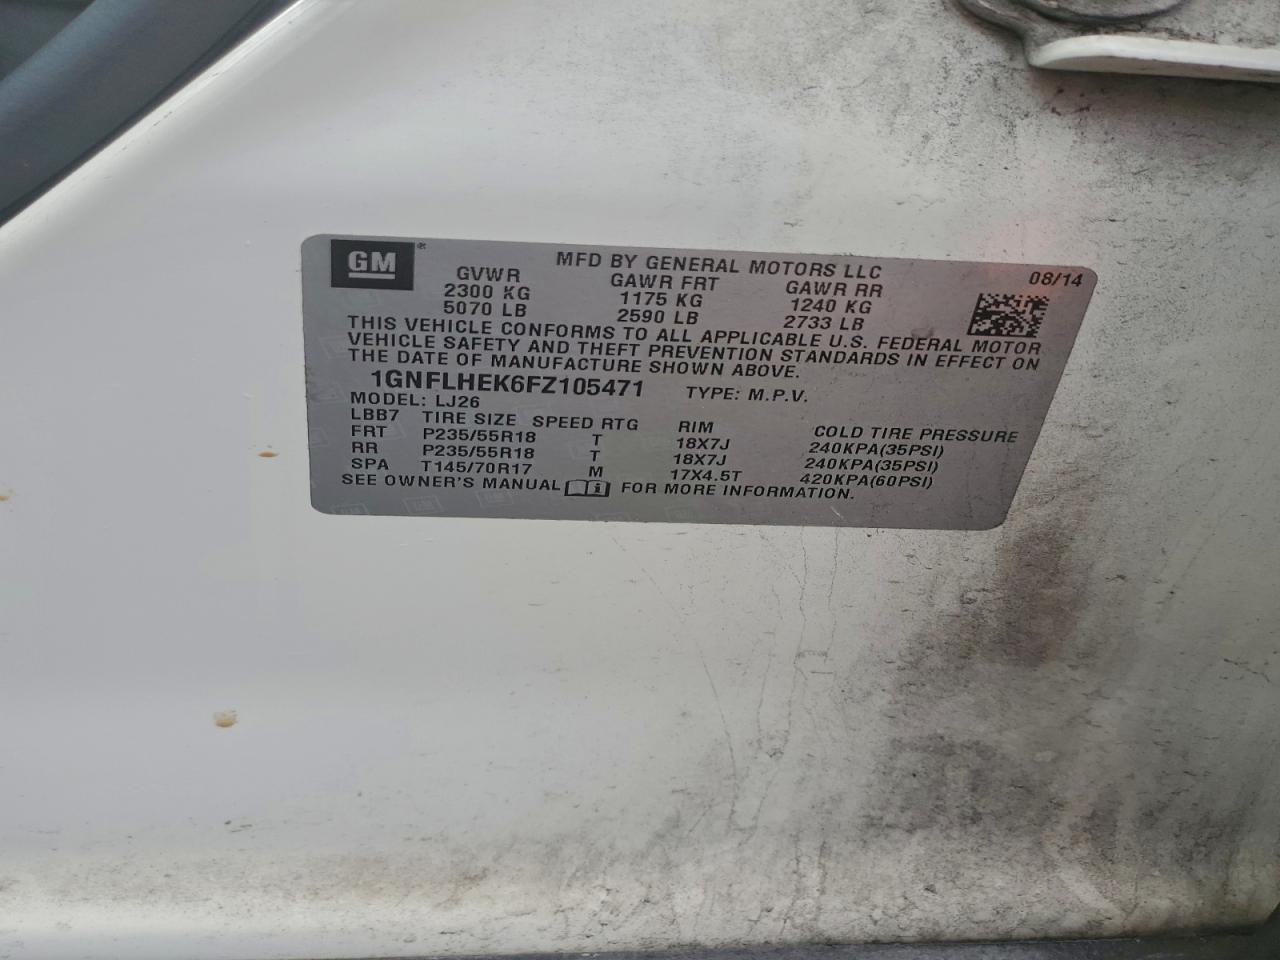 GM ®
MFD BY GENERAL MOTORS LLC 08/14
GVWR GAWR FRT GAWR RR
2300 KG 1175 KG 1240 KG
5070 LB 2590 LB 2733 LB
THIS VEHICLE CONFORMS TO ALL APPLICABLE U.S. FEDERAL MOTOR
VEHICLE SAFETY AND THEFT PREVENTION STANDARDS IN EFFECT ON
THE DATE OF MANUFACTURE SHOWN ABOVE.
1GNFLHEK6FZ105471 TYPE: M.P.V.
MODEL: LJ26
LBB7 TIRE SIZE SPEED RTG RIM COLD TIRE PRESSURE
FRT P235/55R18 T 18X7J 240KPA(35PSI)
RR P235/55R18 T 18X7J 240KPA(35PSI)
SPA T145/70R17 M 17X4.5T 420KPA(60PSI)
SEE OWNER'S MANUAL i FOR MORE INFORMATION.